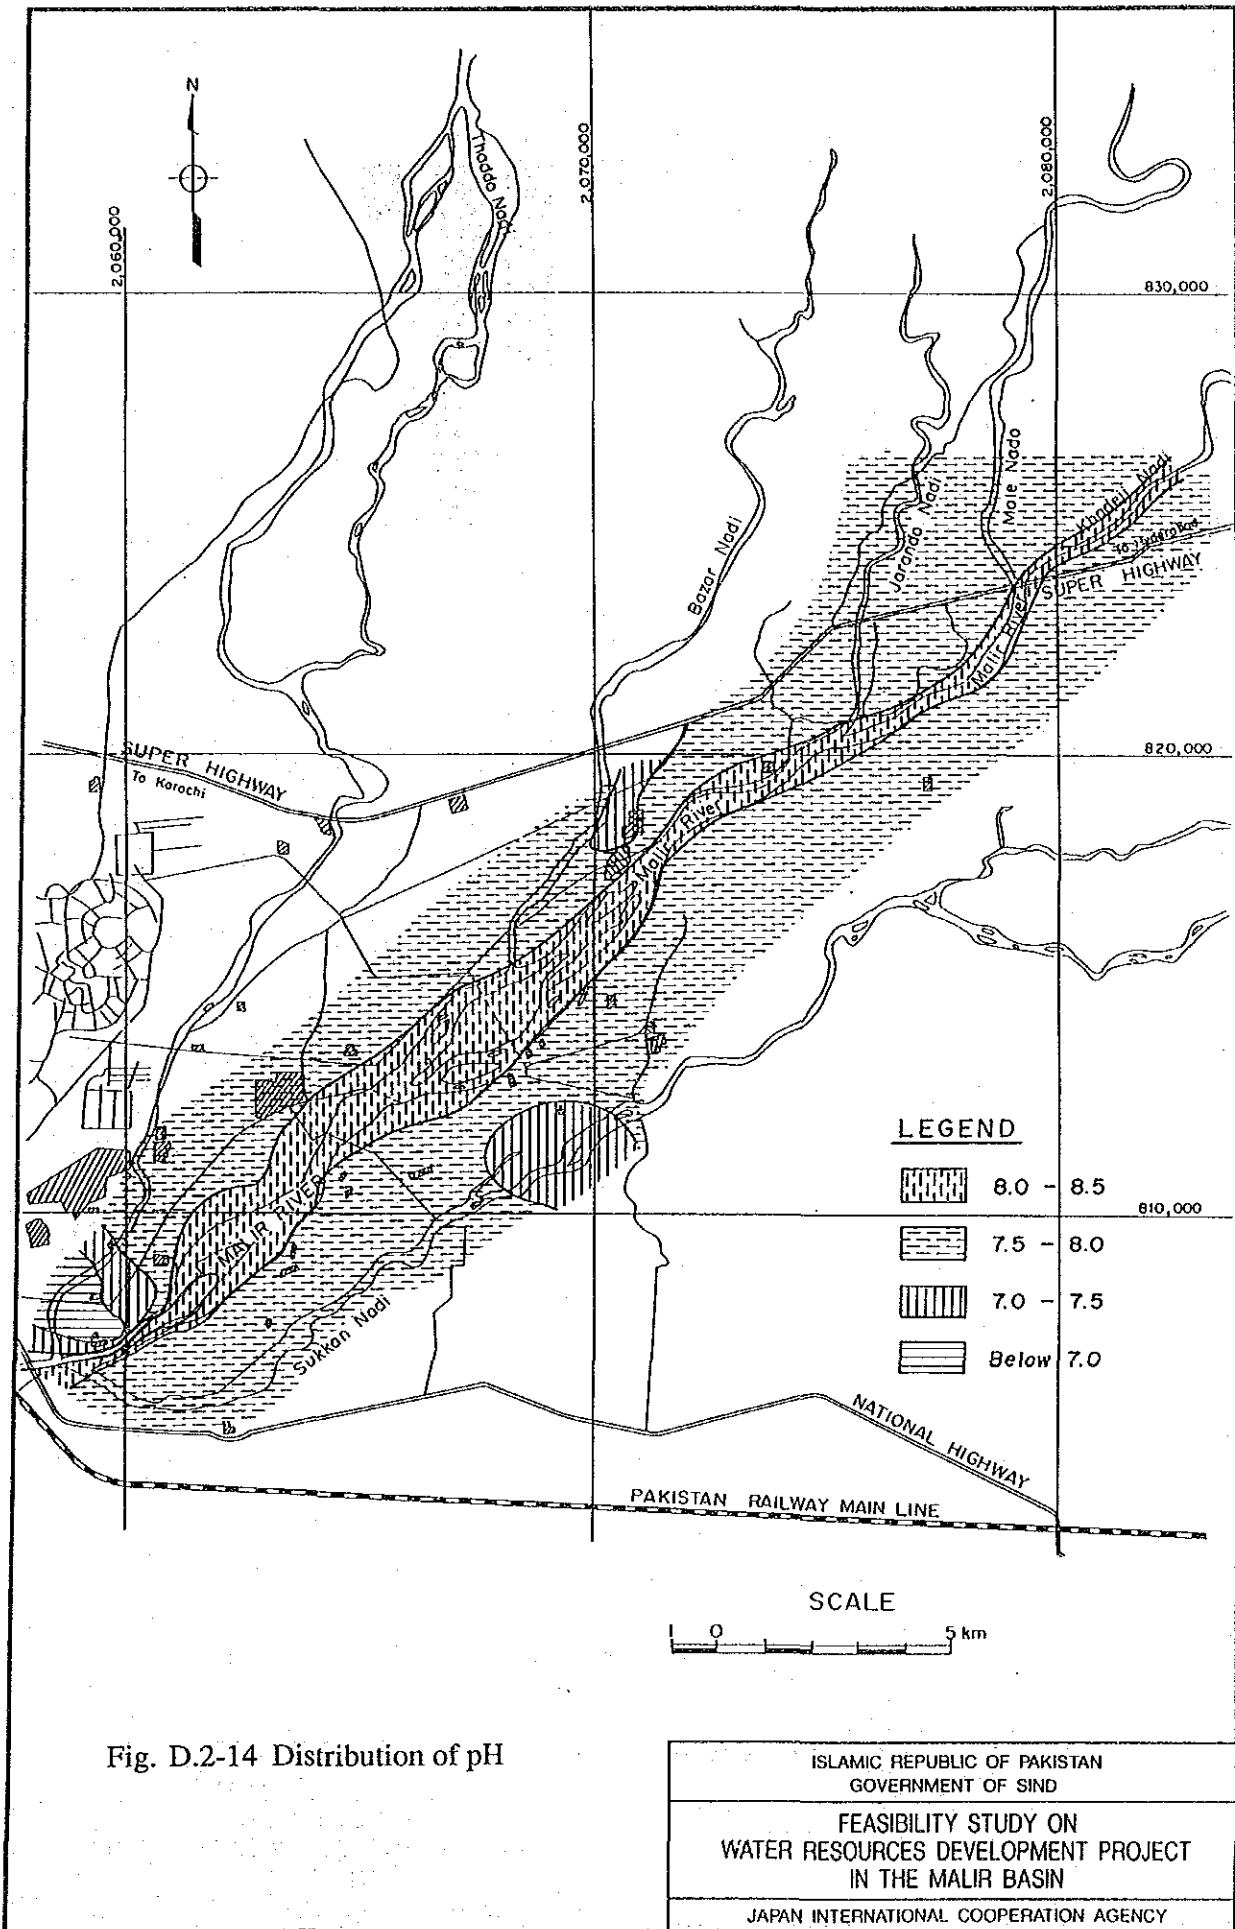 N
2,060,000
2,070,000
2,080,000
Thaddo Nadi
830,000
Bazar Nadi
Jarando Nadi
Male Nado
Khadeji Nadi
To Hyderabad
SUPER HIGHWAY
Malir River
820,000
SUPER HIGHWAY
To Karachi
Malir River
MALIR RIVER
Sukkan Nadi
LEGEND
8.0 - 8.5
810,000
7.5 - 8.0
7.0 - 7.5
Below 7.0
NATIONAL HIGHWAY
PAKISTAN RAILWAY MAIN LINE
SCALE
1 0 5 km
Fig. D.2-14 Distribution of pH
ISLAMIC REPUBLIC OF PAKISTAN
GOVERNMENT OF SIND
FEASIBILITY STUDY ON
WATER RESOURCES DEVELOPMENT PROJECT
IN THE MALIR BASIN
JAPAN INTERNATIONAL COOPERATION AGENCY